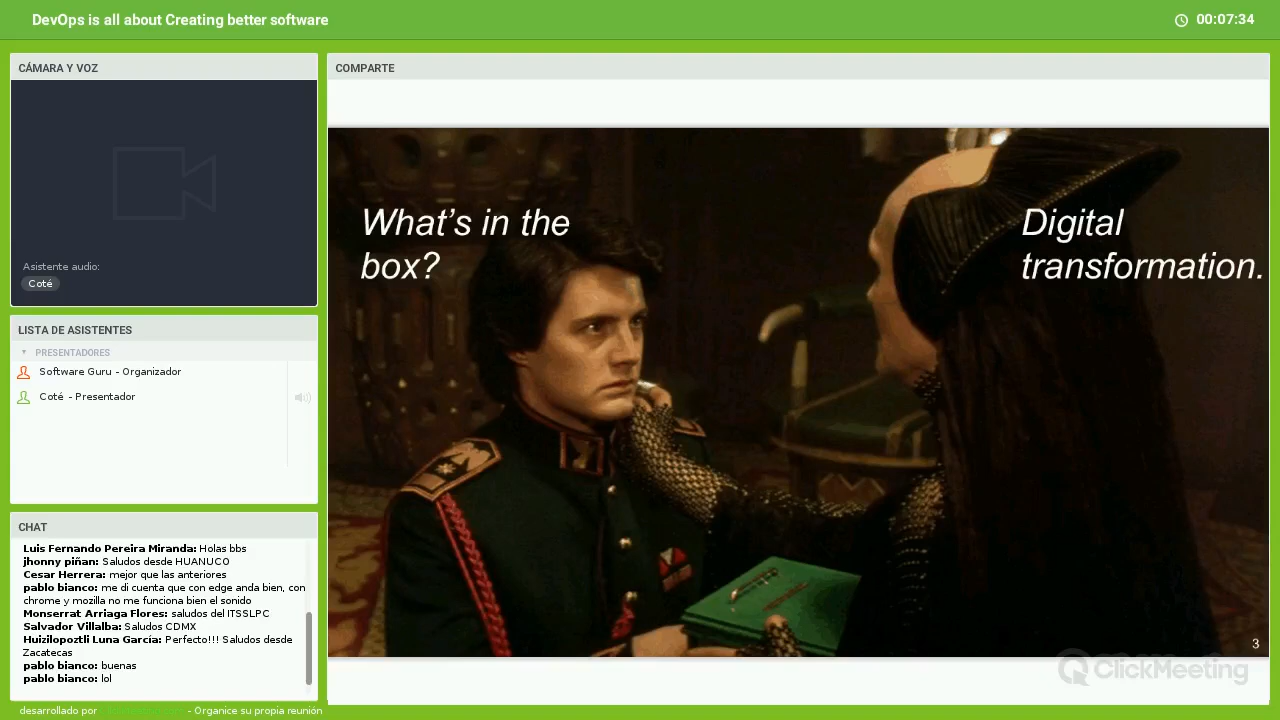 DevOps is all about Creating better software
00:07:34
CÁMARA Y VOZ
Asistente audio:
Coté
LISTA DE ASISTENTES
PRESENTADORES
Software Guru - Organizador
Coté - Presentador
CHAT
Luis Fernando Pereira Miranda: Holas bbs
jhonny piñan: Saludos desde HUANUCO
Cesar Herrera: mejor que las anteriores
pablo bianco: me di cuenta que con edge anda bien, con
chrome y mozilla no me funciona bien el sonido
Monserrat Arriaga Flores: saludos del ITSSLPC
Salvador Villalba: Saludos CDMX
Huizilopoztli Luna García: Perfecto!!! Saludos desde
Zacatecas
pablo bianco: buenas
pablo bianco: lol
desarrollado por
- Organice su propia reunión
COMPARTE
What's in the
box?
Digital
transformation.
3
ClickMeeting